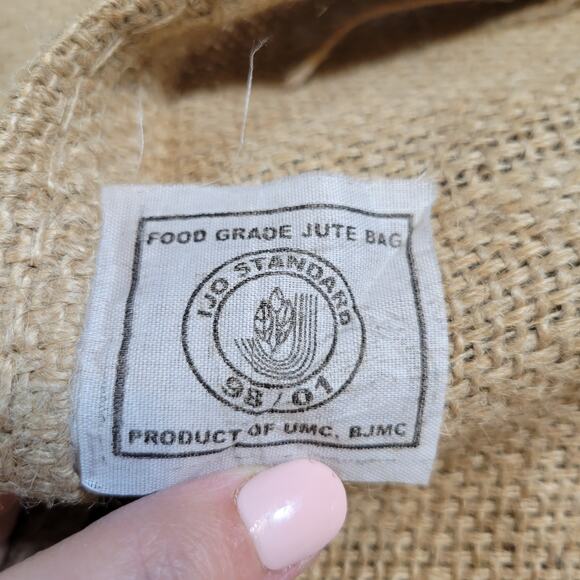 FOOD GRADE JUTE BAG
IJO STANDARD
98/01
PRODUCT OF UMC, BJMC